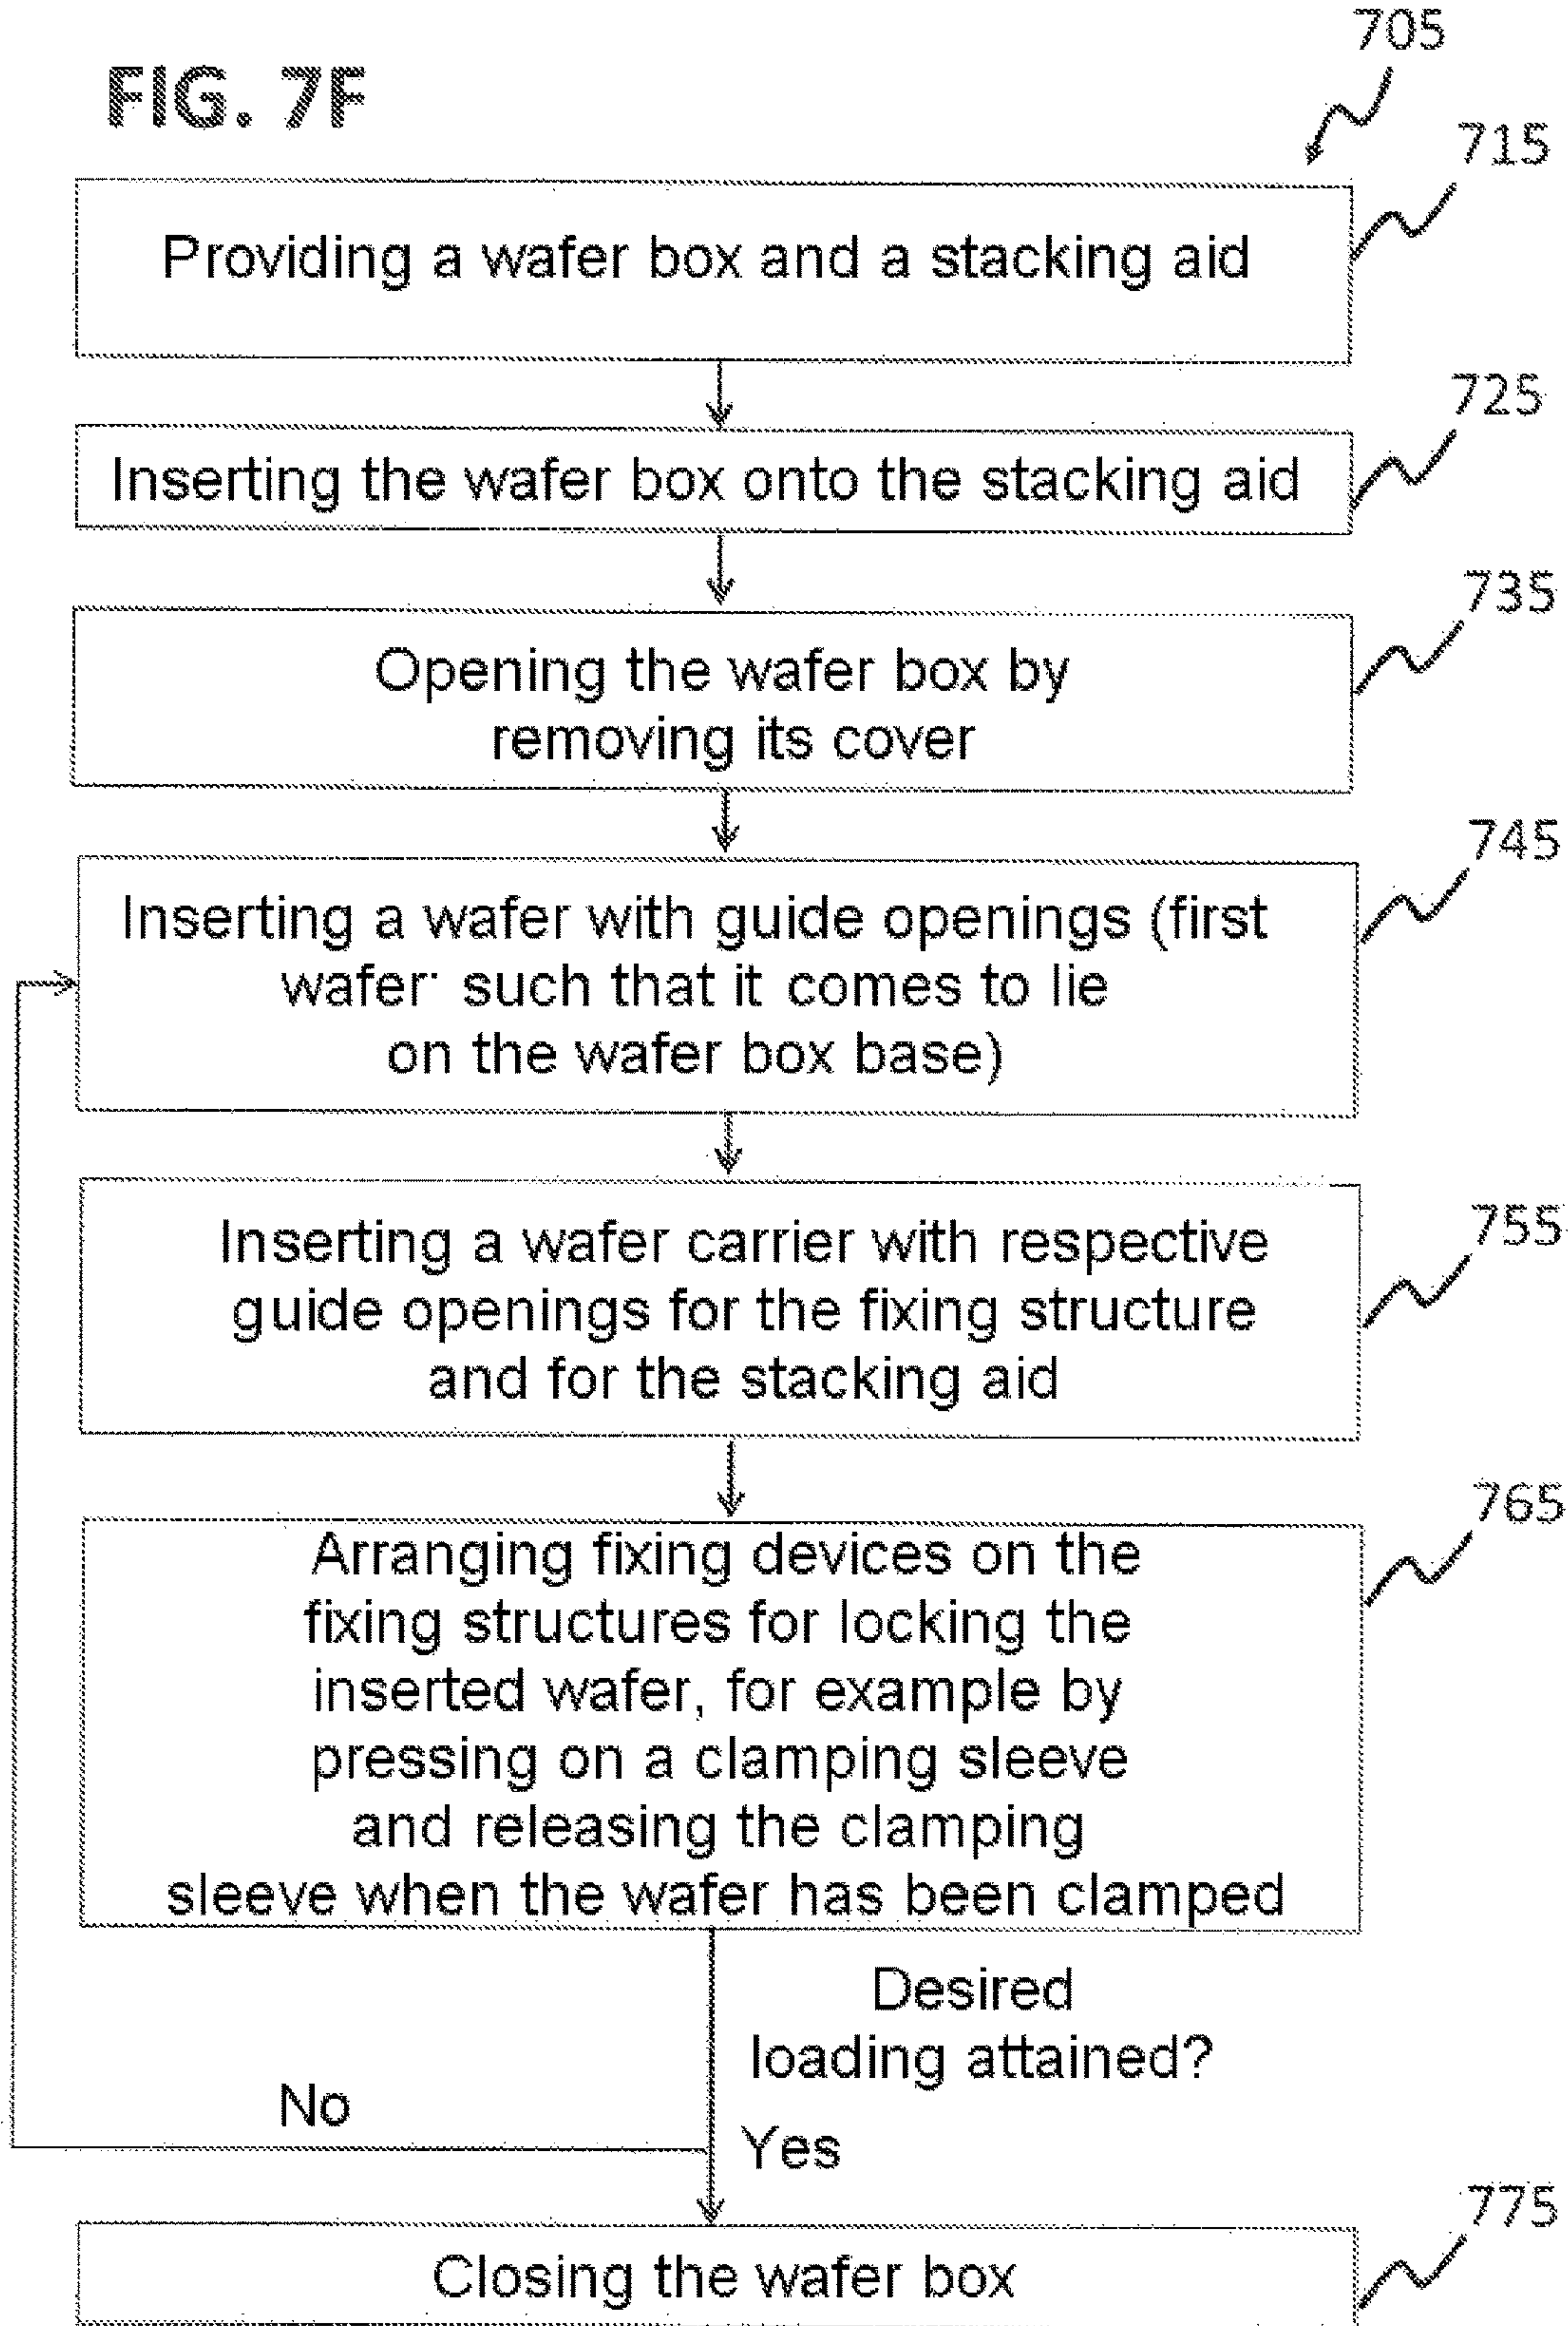 FIG. 7F
705
715
Providing a wafer box and a stacking aid
725
Inserting the wafer box onto the stacking aid
735
Opening the wafer box by
removing its cover
745
Inserting a wafer with guide openings (first
wafer such that it comes to lie
on the wafer box base)
755
Inserting a wafer carrier with respective
guide openings for the fixing structure
and for the stacking aid
765
Arranging fixing devices on the
fixing structures for locking the
inserted wafer, for example by
pressing on a clamping sleeve
and releasing the clamping
sleeve when the wafer has been clamped
Desired
loading attained?
No
Yes
775
Closing the wafer box